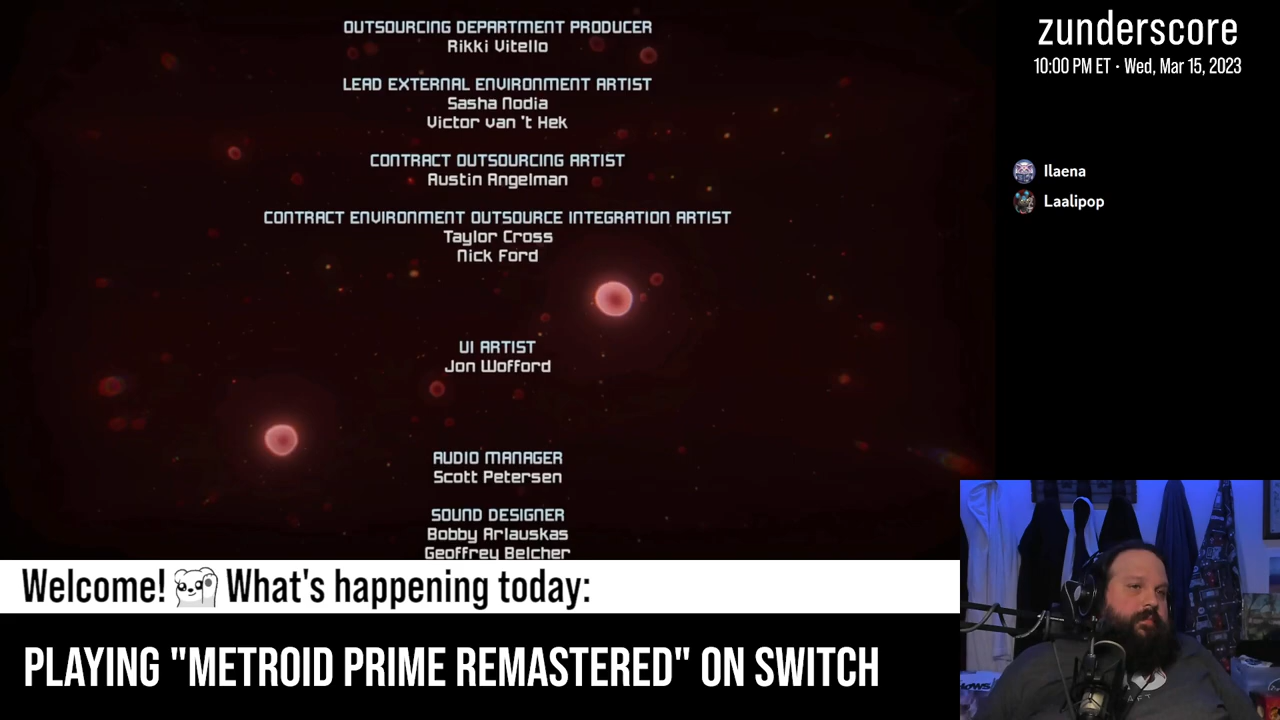 OUTSOURCING DEPARTMENT PRODUCER
Rikki Vitello
LEAD EXTERNAL ENVIRONMENT ARTIST
Sasha Nodia
Victor van 't Hek
CONTRACT OUTSOURCING ARTIST
Austin Angelman
CONTRACT ENVIRONMENT OUTSOURCE INTEGRATION ARTIST
Taylor Cross
Nick Ford
UI ARTIST
Jon Wofford
AUDIO MANAGER
Scott Petersen
SOUND DESIGNER
Bobby Arlauskas
Geoffrey Belcher
zunderscore
10:00 PM ET · Wed, Mar 15, 2023
Ilaena
Laalipop
Welcome! What's happening today:
PLAYING "METROID PRIME REMASTERED" ON SWITCH